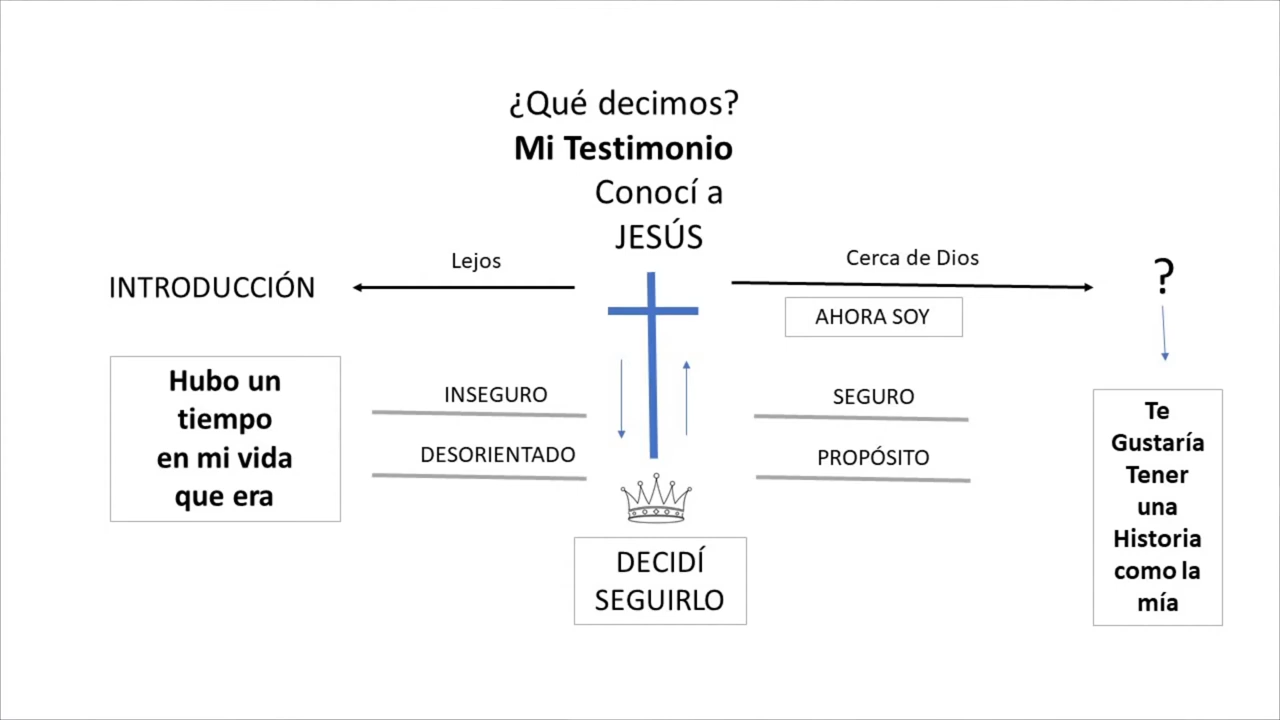 ¿Qué decimos?
Mi Testimonio
Conocí a
JESÚS
INTRODUCCIÓN
Lejos
Cerca de Dios
?
AHORA SOY
Hubo un
tiempo
en mi vida
que era
INSEGURO
DESORIENTADO
SEGURO
PROPÓSITO
DECIDÍ
SEGUIRLO
Te
Gustaría
Tener
una
Historia
como la
mía